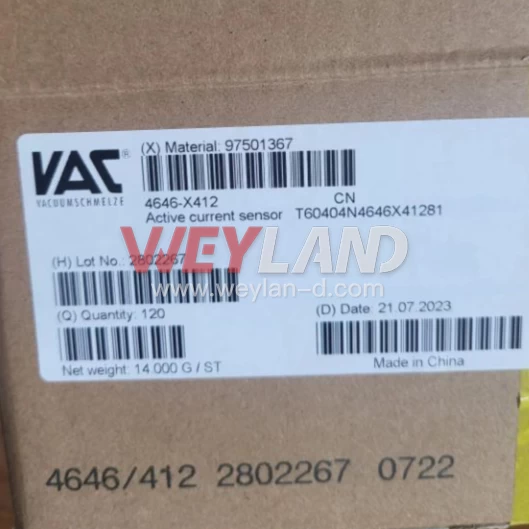 VAC®
VACUUMSCHMELZE
(X) Material: 97501367
4646-X412 CN
Active current sensor T60404N4646X41281
WEYLAND
(H) Lot No.: 2802267
www.weylan-d.com
(Q) Quantity: 120
(D) Date: 21.07.2023
Net weight: 14.000 G / ST
Made in China
4646/412 2802267 0722